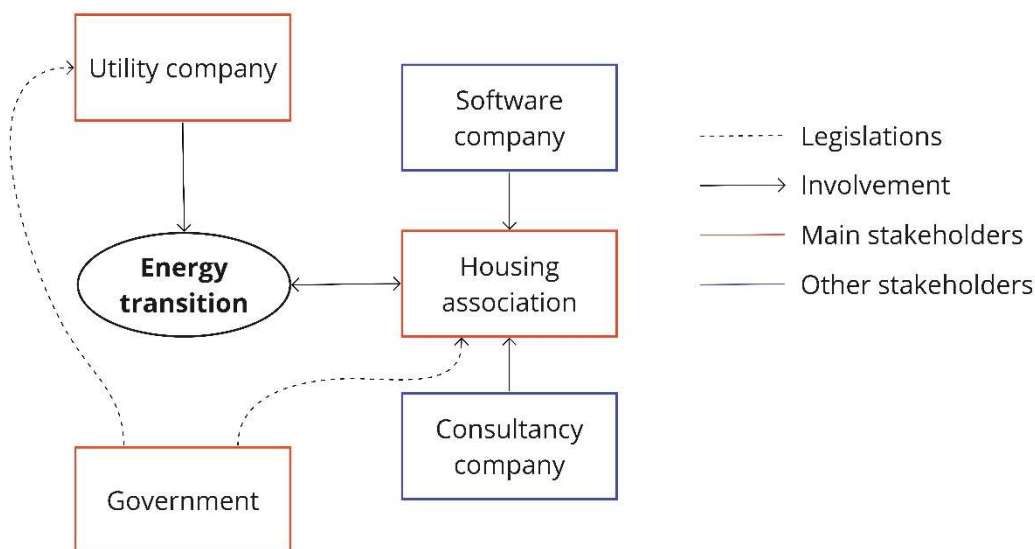 Utility company
Software
company
Energy
transition
Housing
association
Government
Consultancy
company
Legislations
Involvement
Main stakeholders
Other stakeholders